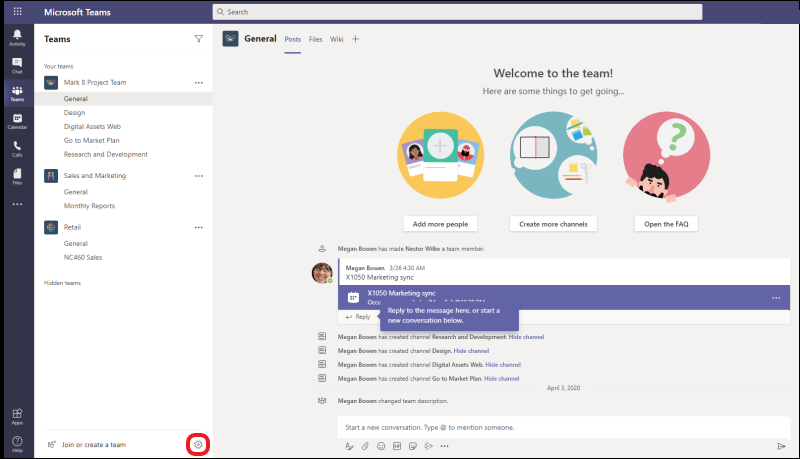 Microsoft Teams
Search
Activity
Chat
Teams
Calendar
Calls
Files
Apps
Help
Teams
Your teams
Mark 8 Project Team
General
Design
Digital Assets Web
Go to Market Plan
Research and Development
Sales and Marketing
General
Monthly Reports
Retail
General
NC460 Sales
Hidden teams
Join or create a team
General Posts Files Wiki
Welcome to the team!
Here are some things to get going...
Add more people
Create more channels
Open the FAQ
Megan Bowen has made Nestor Wilke a team member.
Megan Bowen 3/26 4:30 AM
X1050 Marketing sync
X1050 Marketing sync
Reply to the message here, or start a
new conversation below.
Reply
Megan Bowen has created channel Research and Development. Hide channel
Megan Bowen has created channel Design. Hide channel
Megan Bowen has created channel Digital Assets Web. Hide channel
Megan Bowen has created channel Go to Market Plan. Hide channel
April 3, 2020
Megan Bowen changed team description.
Start a new conversation. Type @ to mention someone.